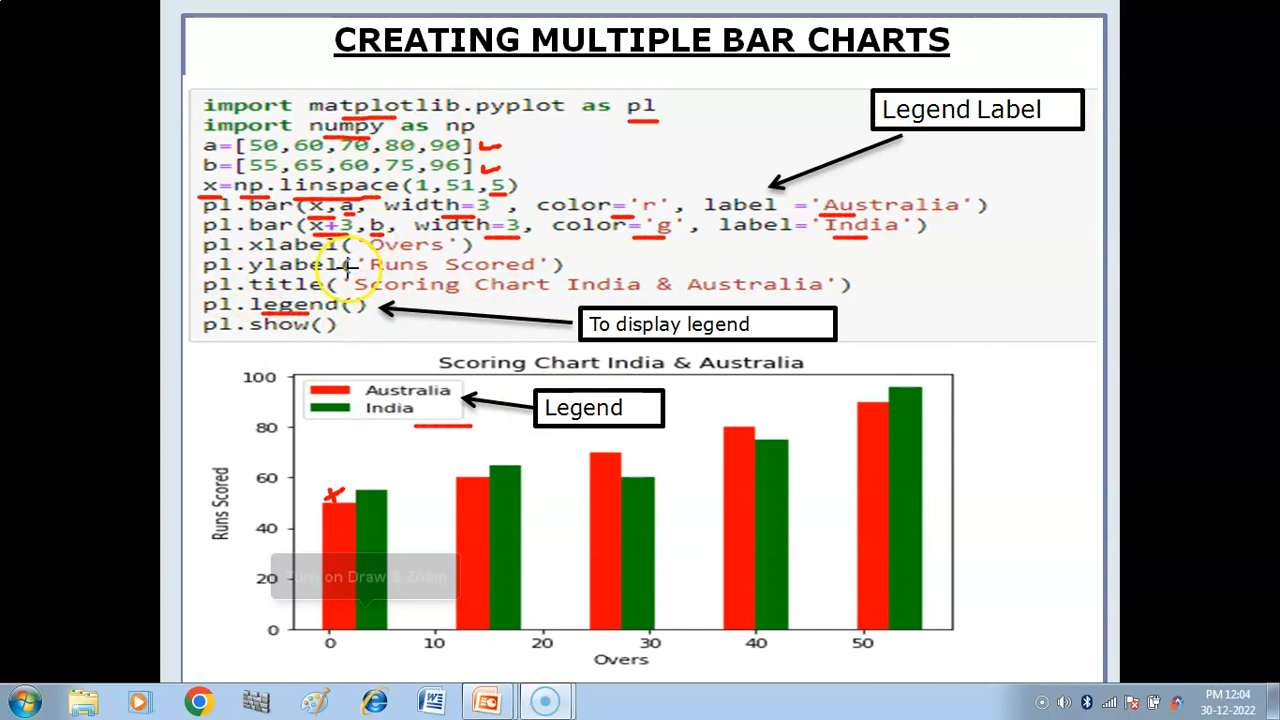 CREATING MULTIPLE BAR CHARTS
import matplotlib.pyplot as pl
import numpy as np
a=[50,60,70,80,90]
b=[55,65,60,75,96]
x=np.linspace(1,51,5)
pl.bar(x,a, width=3 , color='r', label ='Australia')
pl.bar(x+3,b, width=3, color='g', label='India')
pl.xlabel('Overs')
pl.ylabel('Runs Scored')
pl.title('Scoring Chart India & Australia')
pl.legend()
pl.show()
Legend Label
To display legend
Scoring Chart India & Australia
Australia
India
Legend
100
80
60
40
20
0
Runs Scored
Turn on Draw & Zoom
0 10 20 30 40 50
Overs
PM 12:04
30-12-2022